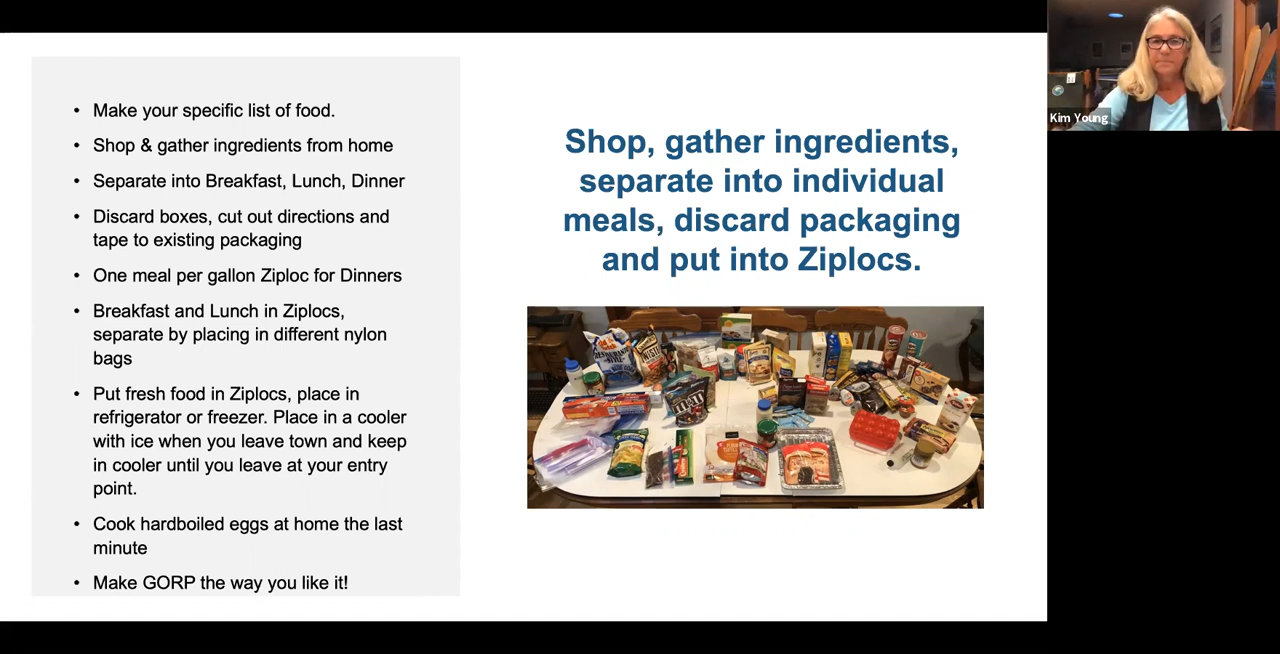 • Make your specific list of food.
• Shop & gather ingredients from home
• Separate into Breakfast, Lunch, Dinner
• Discard boxes, cut out directions and
tape to existing packaging
• One meal per gallon Ziploc for Dinners
• Breakfast and Lunch in Ziplocs,
separate by placing in different nylon
bags
• Put fresh food in Ziplocs, place in
refrigerator or freezer. Place in a cooler
with ice when you leave town and keep
in cooler until you leave at your entry
point.
• Cook hardboiled eggs at home the last
minute
• Make GORP the way you like it!
Shop, gather ingredients,
separate into individual
meals, discard packaging
and put into Ziplocs.
m&m's
Kim Young